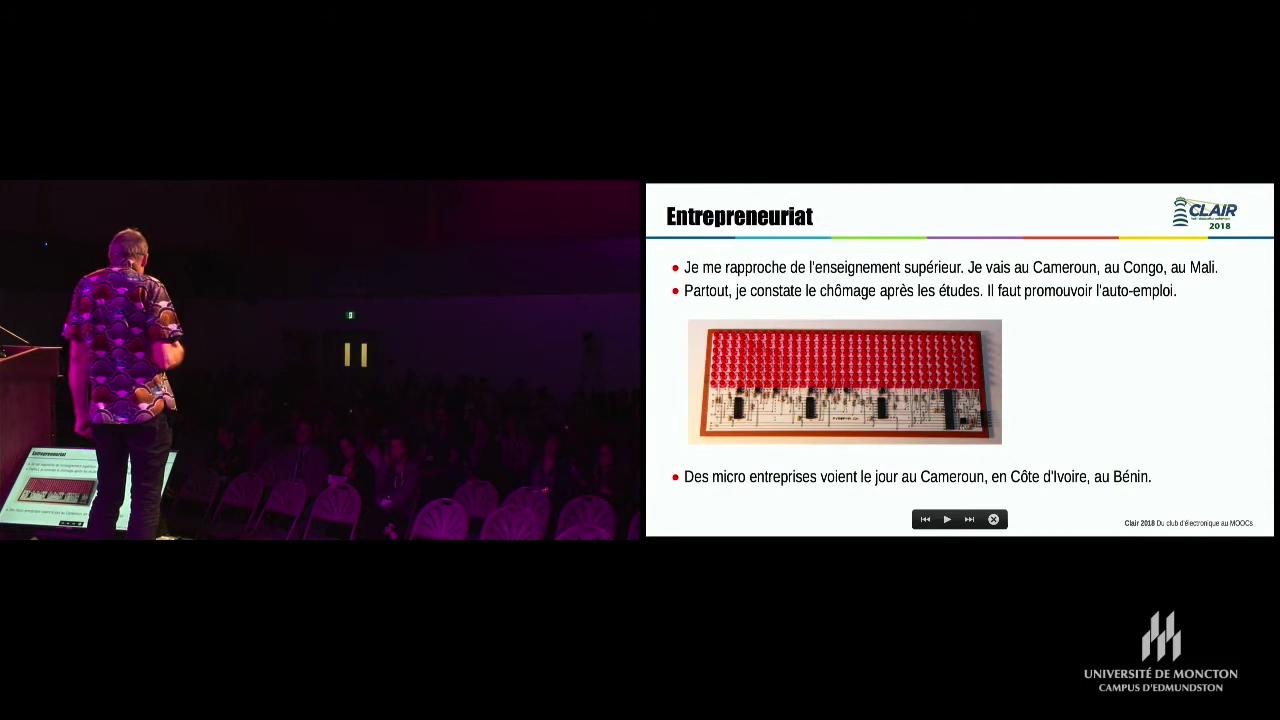 Entrepreneuriat
CLAIR
2018
Je me rapproche de l'enseignement supérieur. Je vais au Cameroun, au Congo, au Mali.
Partout, je constate le chômage après les études. Il faut promouvoir l'auto-emploi.
Des micro entreprises voient le jour au Cameroun, en Côte d'Ivoire, au Bénin.
Clair 2018 Du club d'électronique au MOOCs
Entrepreneuriat
UNIVERSITÉ DE MONCTON
CAMPUS D'EDMUNDSTON